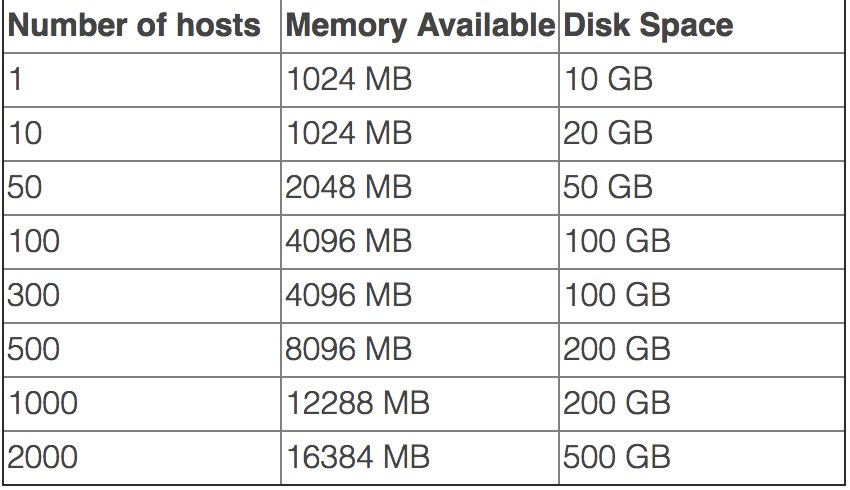 Number of hosts Memory Available Disk Space
1 1024 MB 10 GB
10 1024 MB 20 GB
50 2048 MB 50 GB
100 4096 MB 100 GB
300 4096 MB 100 GB
500 8096 MB 200 GB
1000 12288 MB 200 GB
2000 16384 MB 500 GB